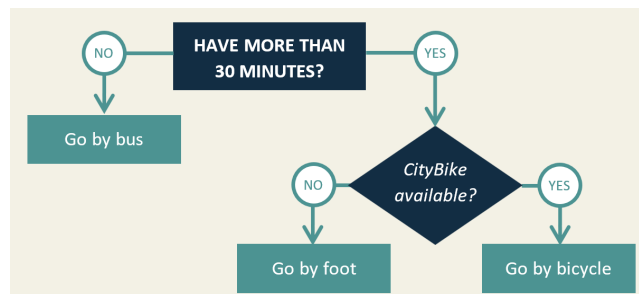 HAVE MORE THAN
30 MINUTES?
NO
YES
Go by bus
CityBike
available?
NO
YES
Go by foot
Go by bicycle